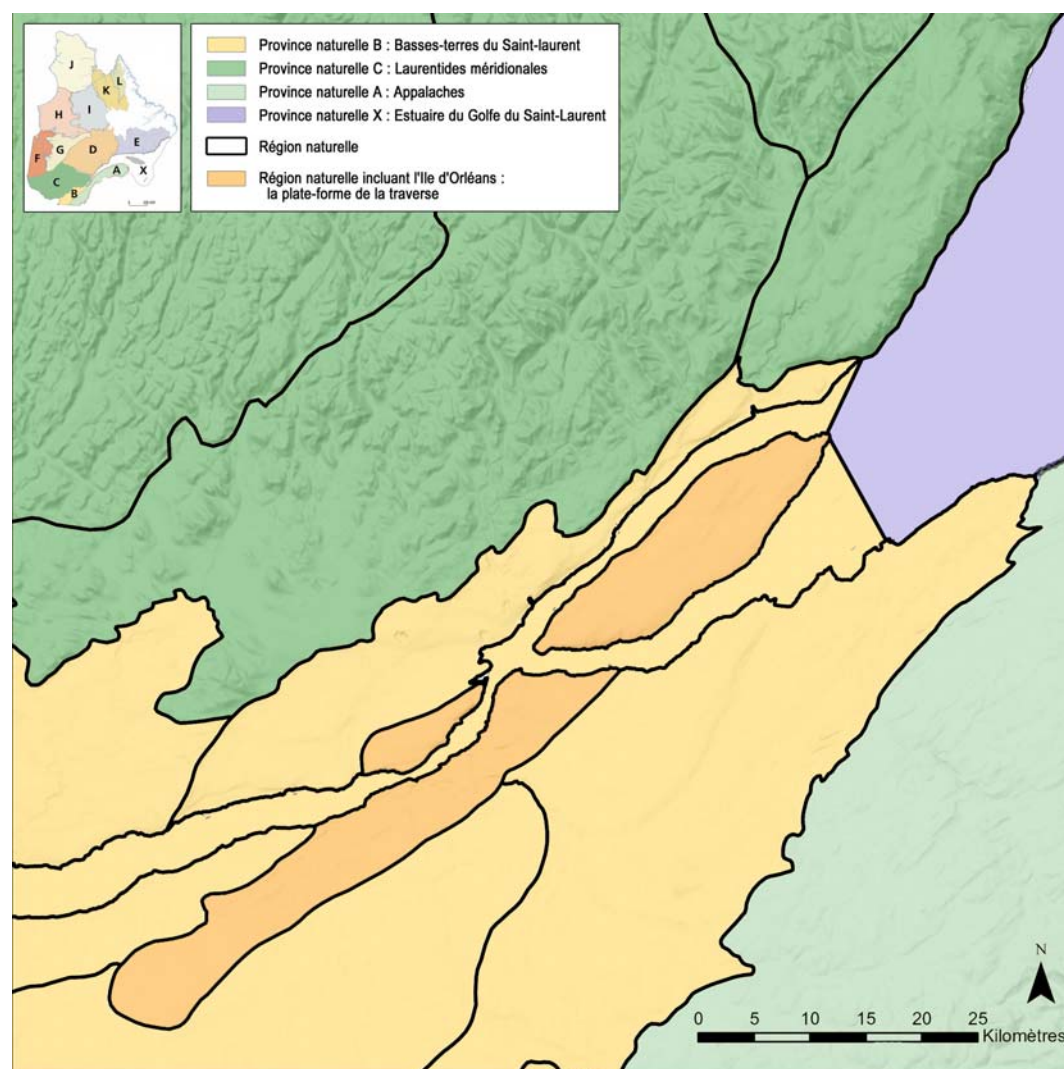 J
L
K
H
I
E
F
G
D
A
X
C
B
Province naturelle B : Basses-terres du Saint-laurent
Province naturelle C : Laurentides méridionales
Province naturelle A : Appalaches
Province naturelle X : Estuaire du Golfe du Saint-Laurent
Région naturelle
Région naturelle incluant l'Ile d'Orléans :
la plate-forme de la traverse
N
0 5 10 15 20 25
Kilomètres